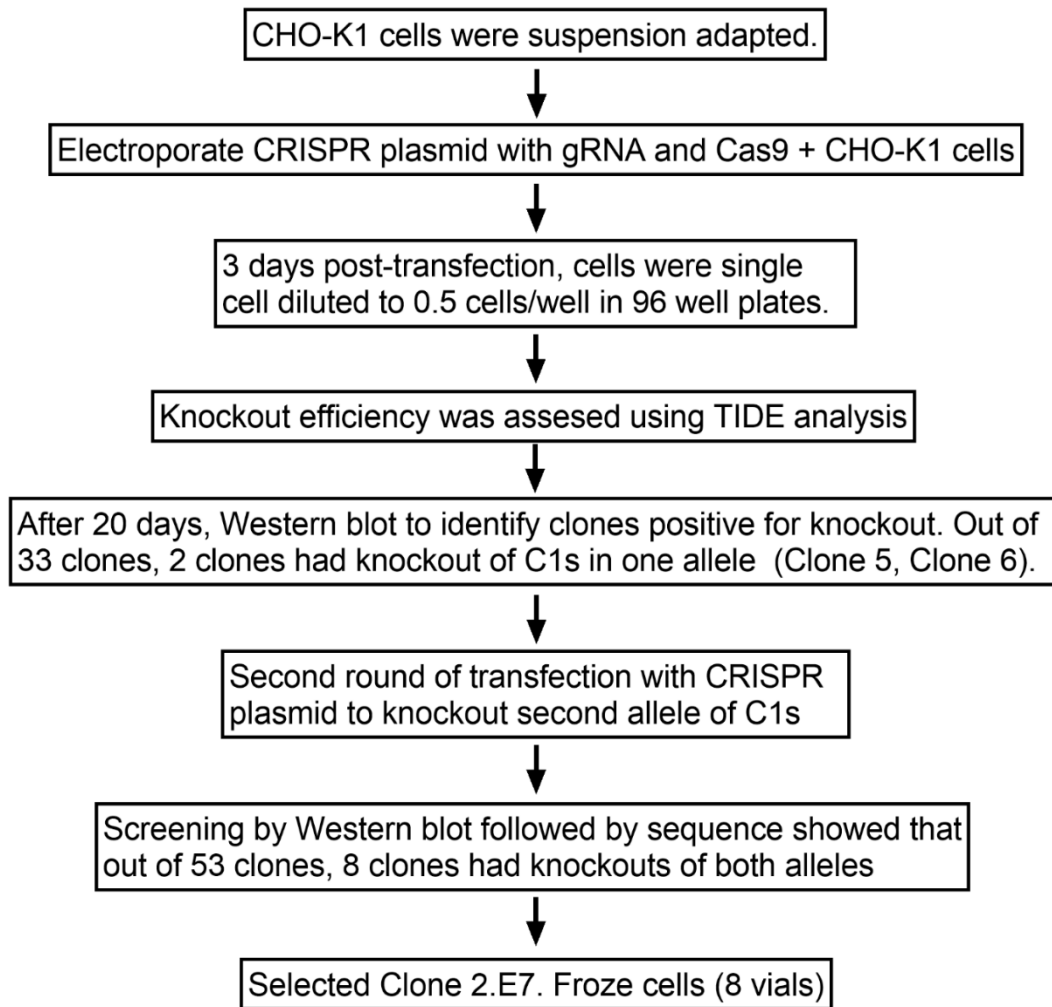 CHO-K1 cells were suspension adapted.
Electroporate CRISPR plasmid with gRNA and Cas9 + CHO-K1 cells
3 days post-transfection, cells were single
cell diluted to 0.5 cells/well in 96 well plates.
Knockout efficiency was assesed using TIDE analysis
After 20 days, Western blot to identify clones positive for knockout. Out of
33 clones, 2 clones had knockout of C1s in one allele (Clone 5, Clone 6).
Second round of transfection with CRISPR
plasmid to knockout second allele of C1s
Screening by Western blot followed by sequence showed that
out of 53 clones, 8 clones had knockouts of both alleles
Selected Clone 2.E7. Froze cells (8 vials)